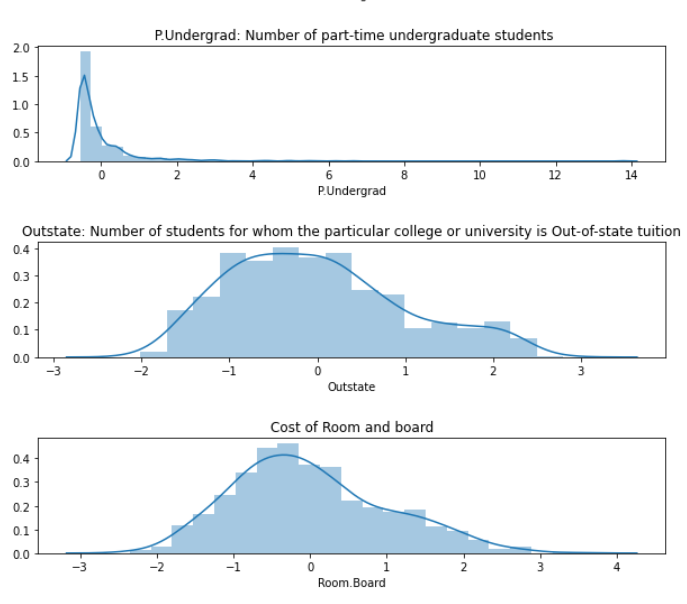 P.Undergrad: Number of part-time undergraduate students
2.0
1.5
1.0
0.5
0.0
0 2 4 6 8 10 12 14
P.Undergrad
Outstate: Number of students for whom the particular college or university is Out-of-state tuition
0.4
0.3
0.2
0.1
0.0
−3 −2 −1 0 1 2 3
Outstate
Cost of Room and board
0.4
0.3
0.2
0.1
0.0
−3 −2 −1 0 1 2 3 4
Room.Board